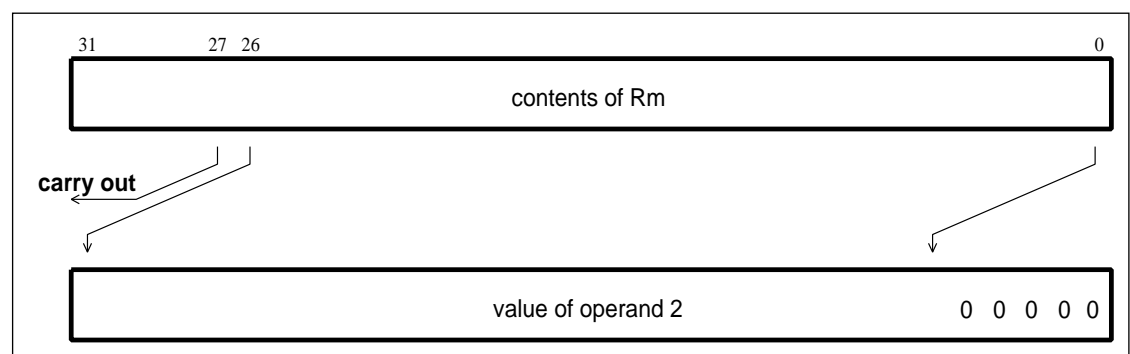 31 27 26 0
contents of Rm
carry out
value of operand 2 0 0 0 0 0